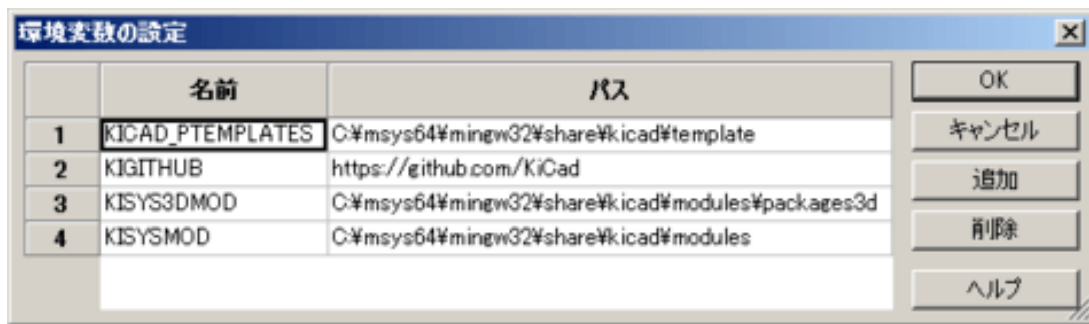 環境変数の設定
名前 パス OK
1 KICAD_PTEMPLATES C:¥msys64¥mingw32¥share¥kicad¥template キャンセル
2 KIGITHUB https://github.com/KiCad
追加
3 KISYS3DMOD C:¥msys64¥mingw32¥share¥kicad¥modules¥packages3d
4 KISYSMOD C:¥msys64¥mingw32¥share¥kicad¥modules 削除
ヘルプ